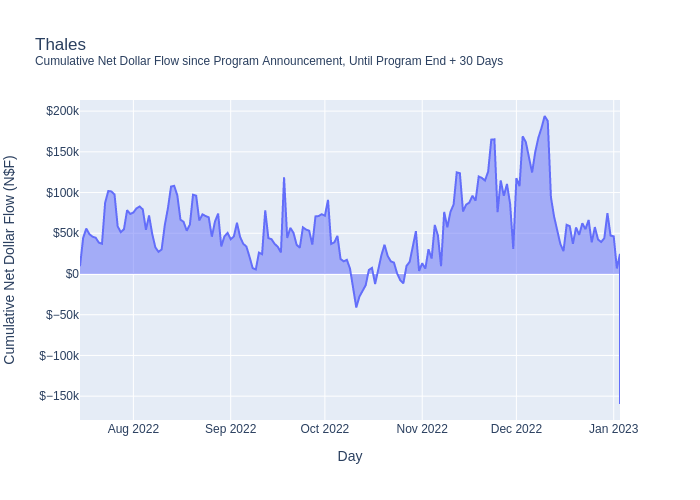 Thales
Cumulative Net Dollar Flow since Program Announcement, Until Program End + 30 Days
Cumulative Net Dollar Flow (N$F)
$200k
$150k
$100k
$50k
$0
$−50k
$−100k
$−150k
Aug 2022 Sep 2022 Oct 2022 Nov 2022 Dec 2022 Jan 2023
Day